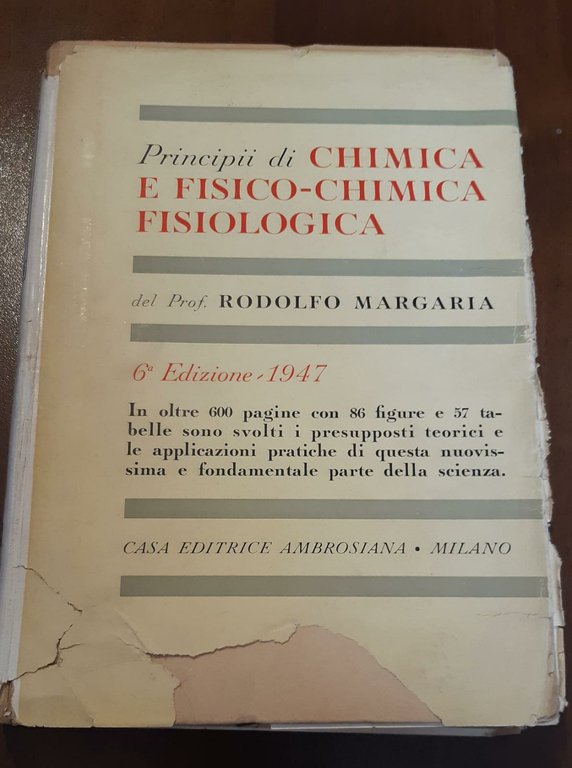 Principii di CHIMICA
E FISICO-CHIMICA
FISIOLOGICA
del Prof. RODOLFO MARGARIA
6ª Edizione - 1947
In oltre 600 pagine con 86 figure e 57 ta-
belle sono svolti i presupposti teorici e
le applicazioni pratiche di questa nuovis-
sima e fondamentale parte della scienza.
CASA EDITRICE AMBROSIANA • MILANO